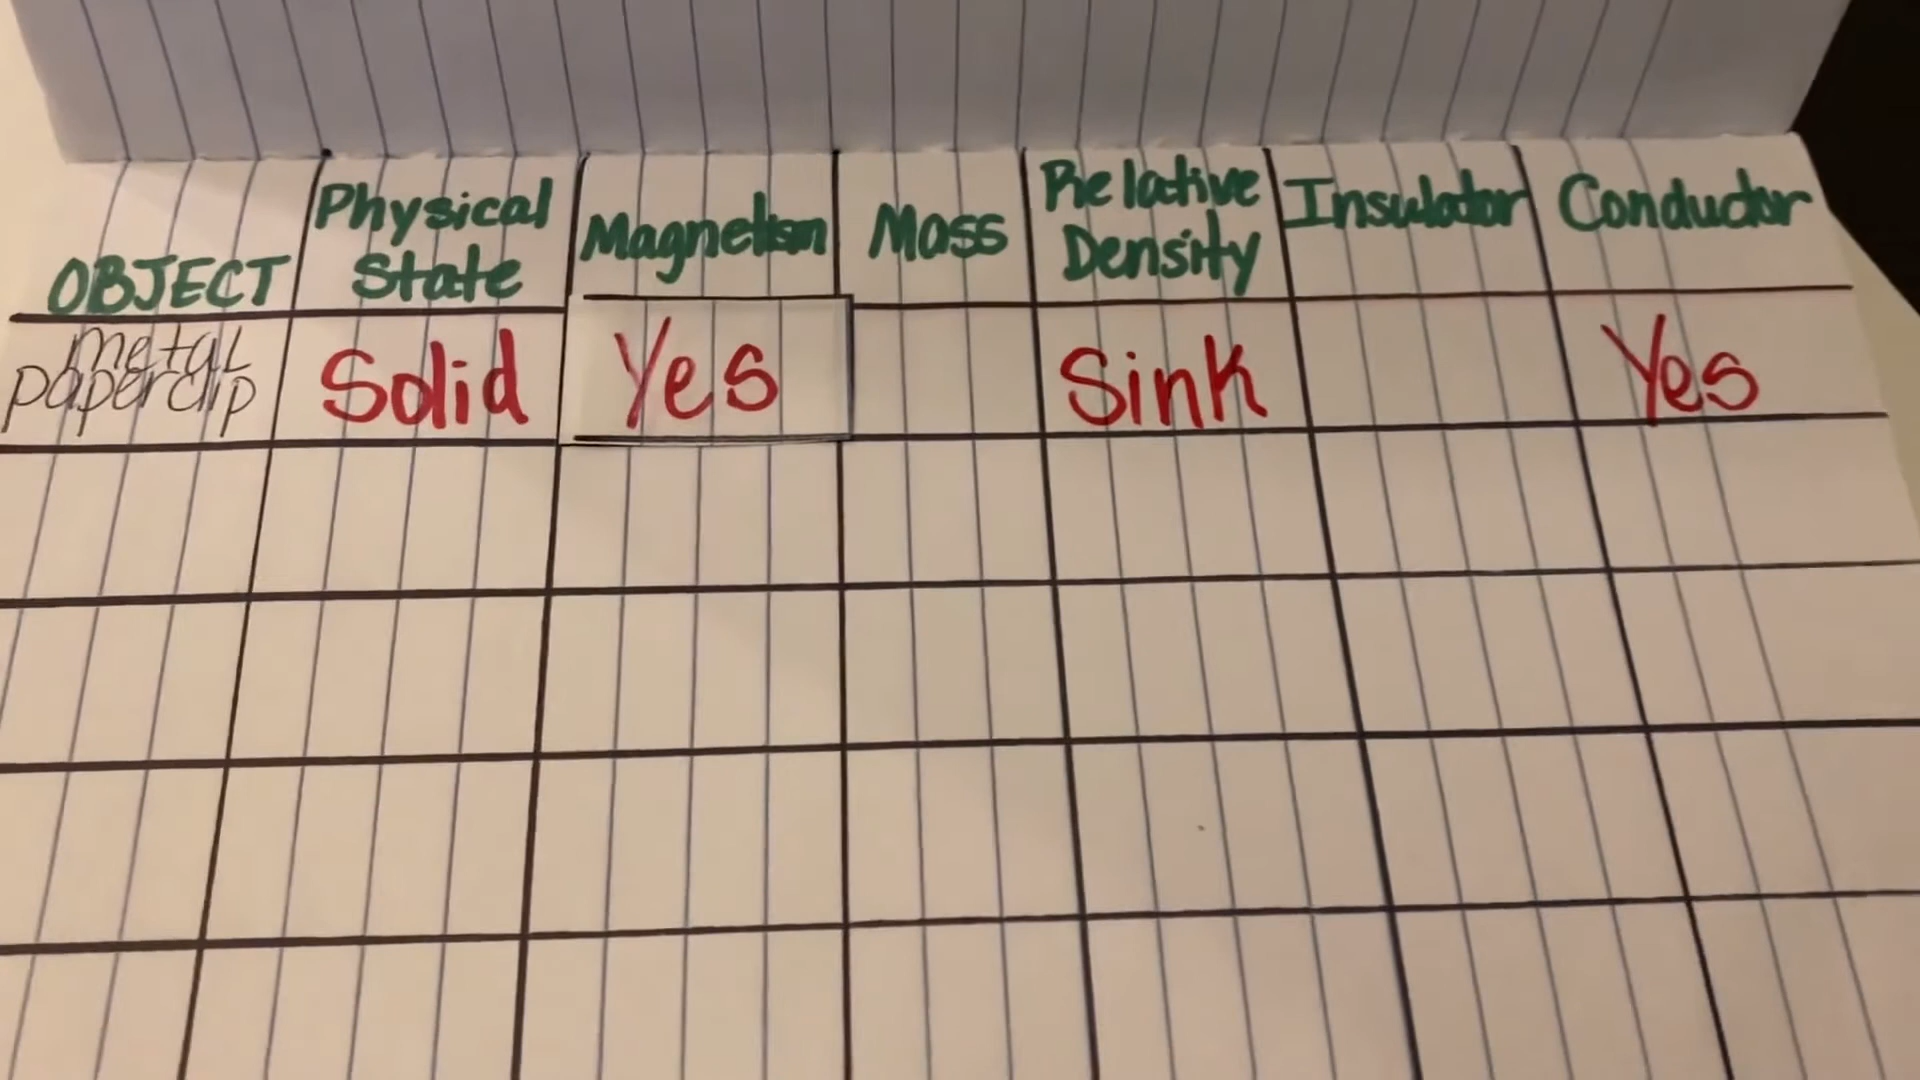 OBJECT
Physical
State
Magnetism
Mass
Relative
Density
Insulator
Conductor
metal
paperclip
Solid
Yes
Sink
Yes